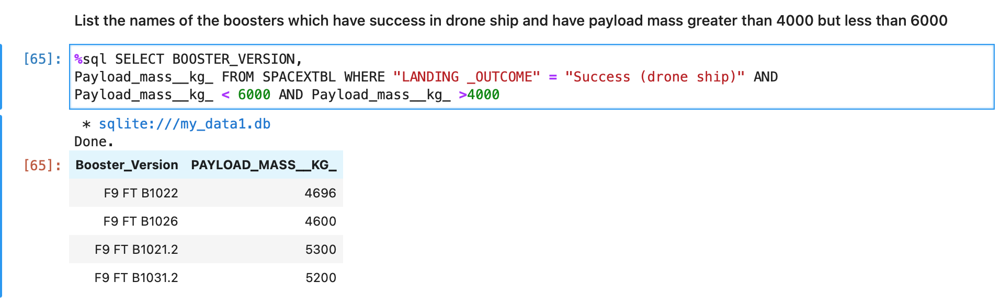 List the names of the boosters which have success in drone ship and have payload mass greater than 4000 but less than 6000
[65]: %sql SELECT BOOSTER_VERSION,
Payload_mass__kg_ FROM SPACEXTBL WHERE "LANDING _OUTCOME" = "Success (drone ship)" AND
Payload_mass__kg_ < 6000 AND Payload_mass__kg_ >4000
* sqlite:///my_data1.db
Done.
[65]: Booster_Version PAYLOAD_MASS__KG_
F9 FT B1022 4696
F9 FT B1026 4600
F9 FT B1021.2 5300
F9 FT B1031.2 5200